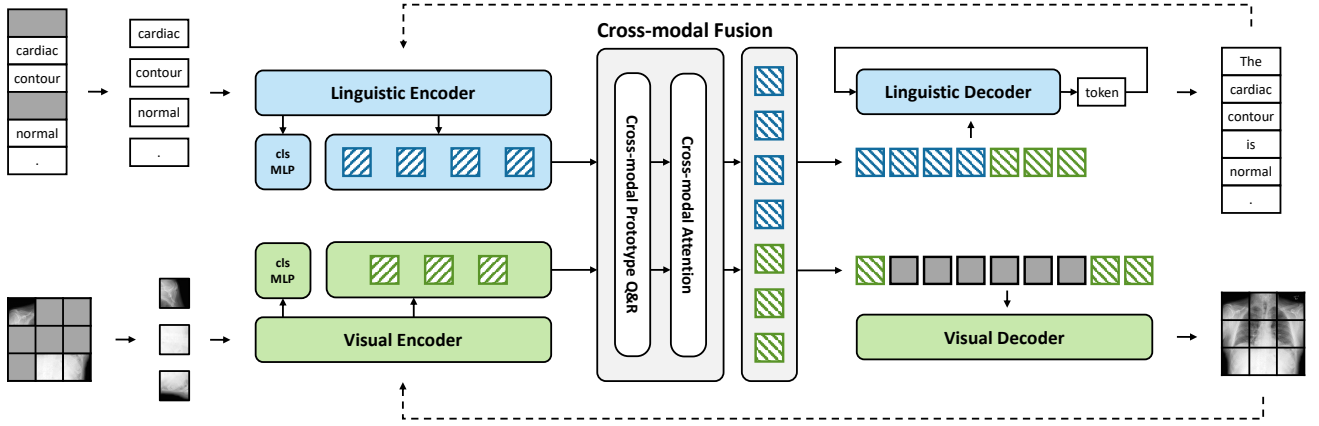 cardiac
contour
normal
.
cardiac
contour
normal
.
Linguistic Encoder
cls
MLP
cls
MLP
Visual Encoder
Cross-modal Fusion
Cross-modal Prototype Q&R
Cross-modal Attention
Linguistic Decoder
token
Visual Decoder
The
cardiac
contour
is
normal
.